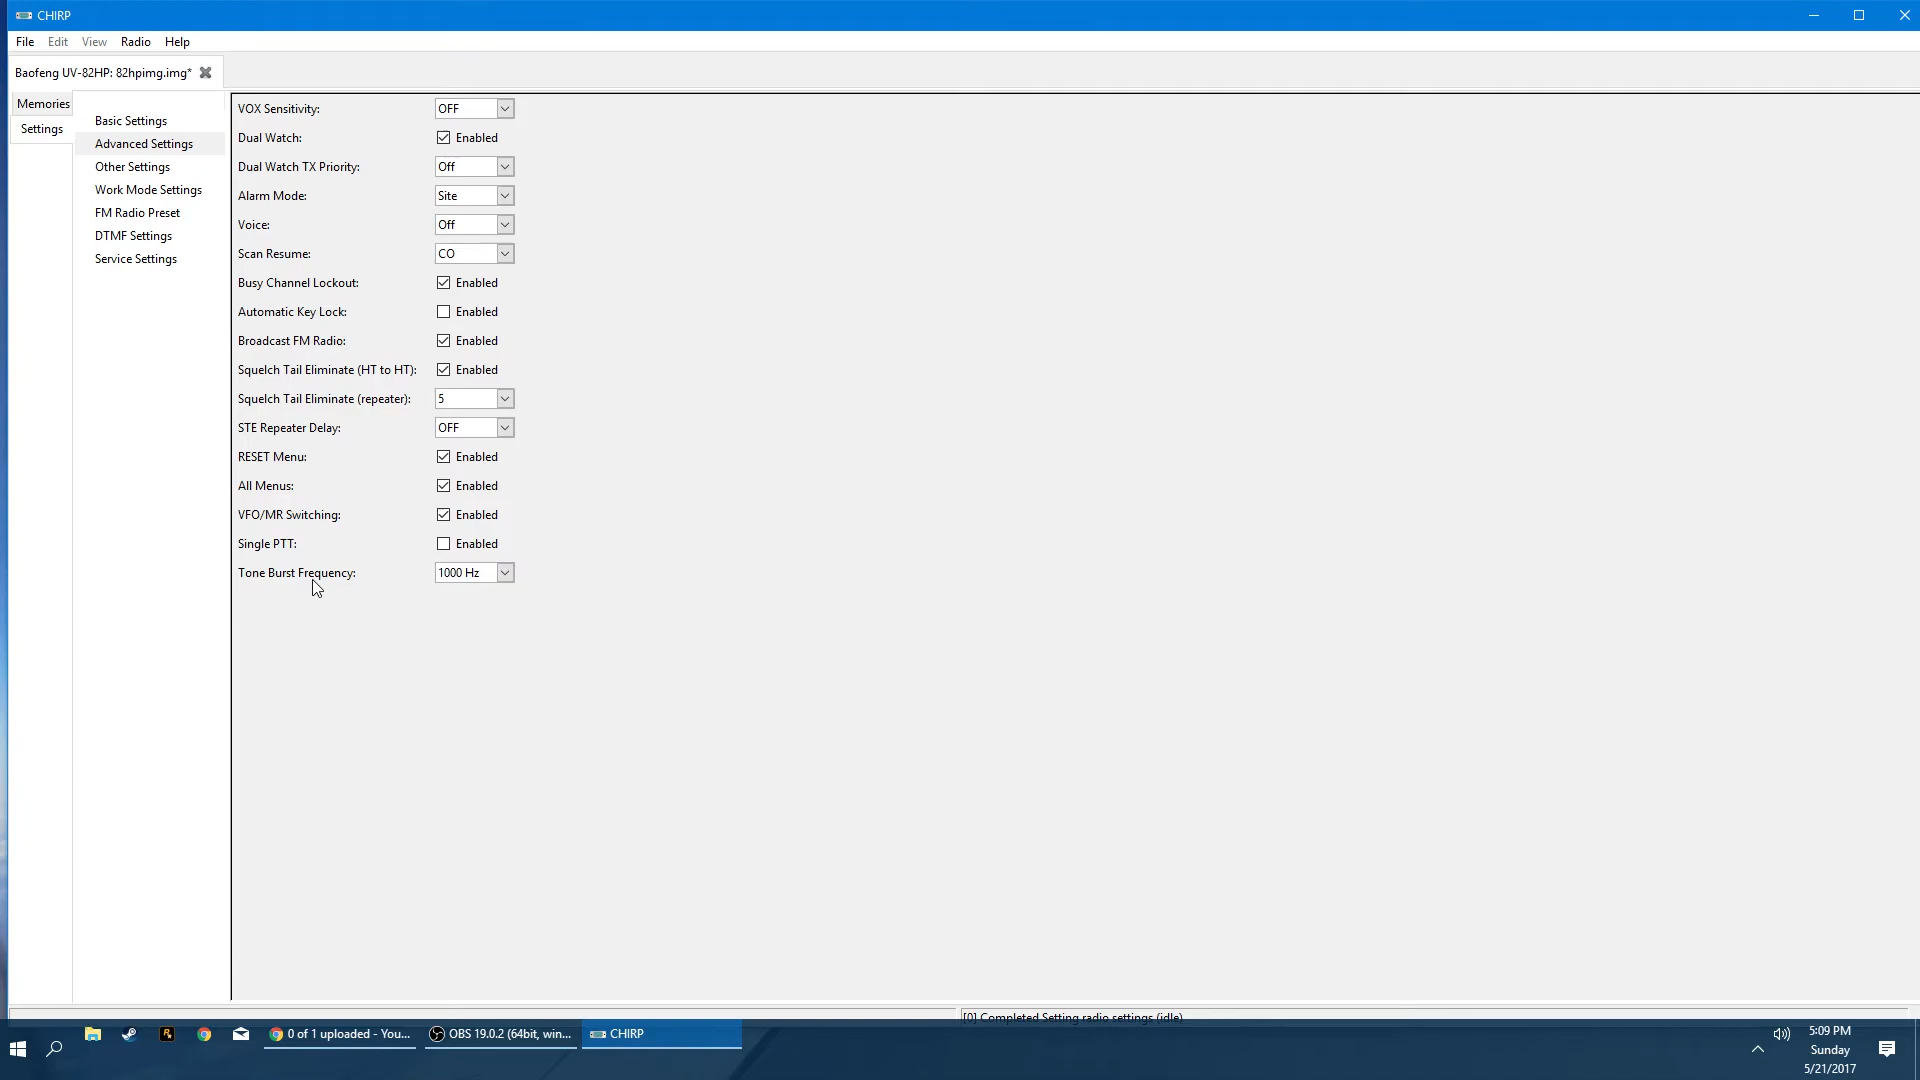 CHIRP
File Edit View Radio Help
Baofeng UV-82HP: 82hpimg.img*
Memories
Settings
Basic Settings
Advanced Settings
Other Settings
Work Mode Settings
FM Radio Preset
DTMF Settings
Service Settings
VOX Sensitivity: OFF
Dual Watch: Enabled
Dual Watch TX Priority: Off
Alarm Mode: Site
Voice: Off
Scan Resume: CO
Busy Channel Lockout: Enabled
Automatic Key Lock: Enabled
Broadcast FM Radio: Enabled
Squelch Tail Eliminate (HT to HT): Enabled
Squelch Tail Eliminate (repeater): 5
STE Repeater Delay: OFF
RESET Menu: Enabled
All Menus: Enabled
VFO/MR Switching: Enabled
Single PTT: Enabled
Tone Burst Frequency: 1000 Hz
[0] Completed Setting radio settings (idle)
0 of 1 uploaded - You... OBS 19.0.2 (64bit, win... CHIRP
5:09 PM
Sunday
5/21/2017